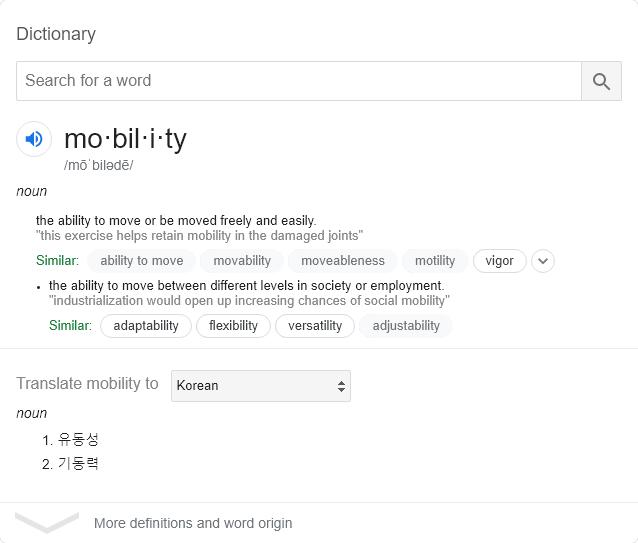 Dictionary
Search for a word
mo·bil·i·ty
/mōˈbilədē/
noun
the ability to move or be moved freely and easily.
"this exercise helps retain mobility in the damaged joints"
Similar: ability to move movability moveableness motility vigor
• the ability to move between different levels in society or employment.
"industrialization would open up increasing chances of social mobility"
Similar: adaptability flexibility versatility adjustability
Translate mobility to Korean
noun
1. 유동성
2. 기동력
More definitions and word origin